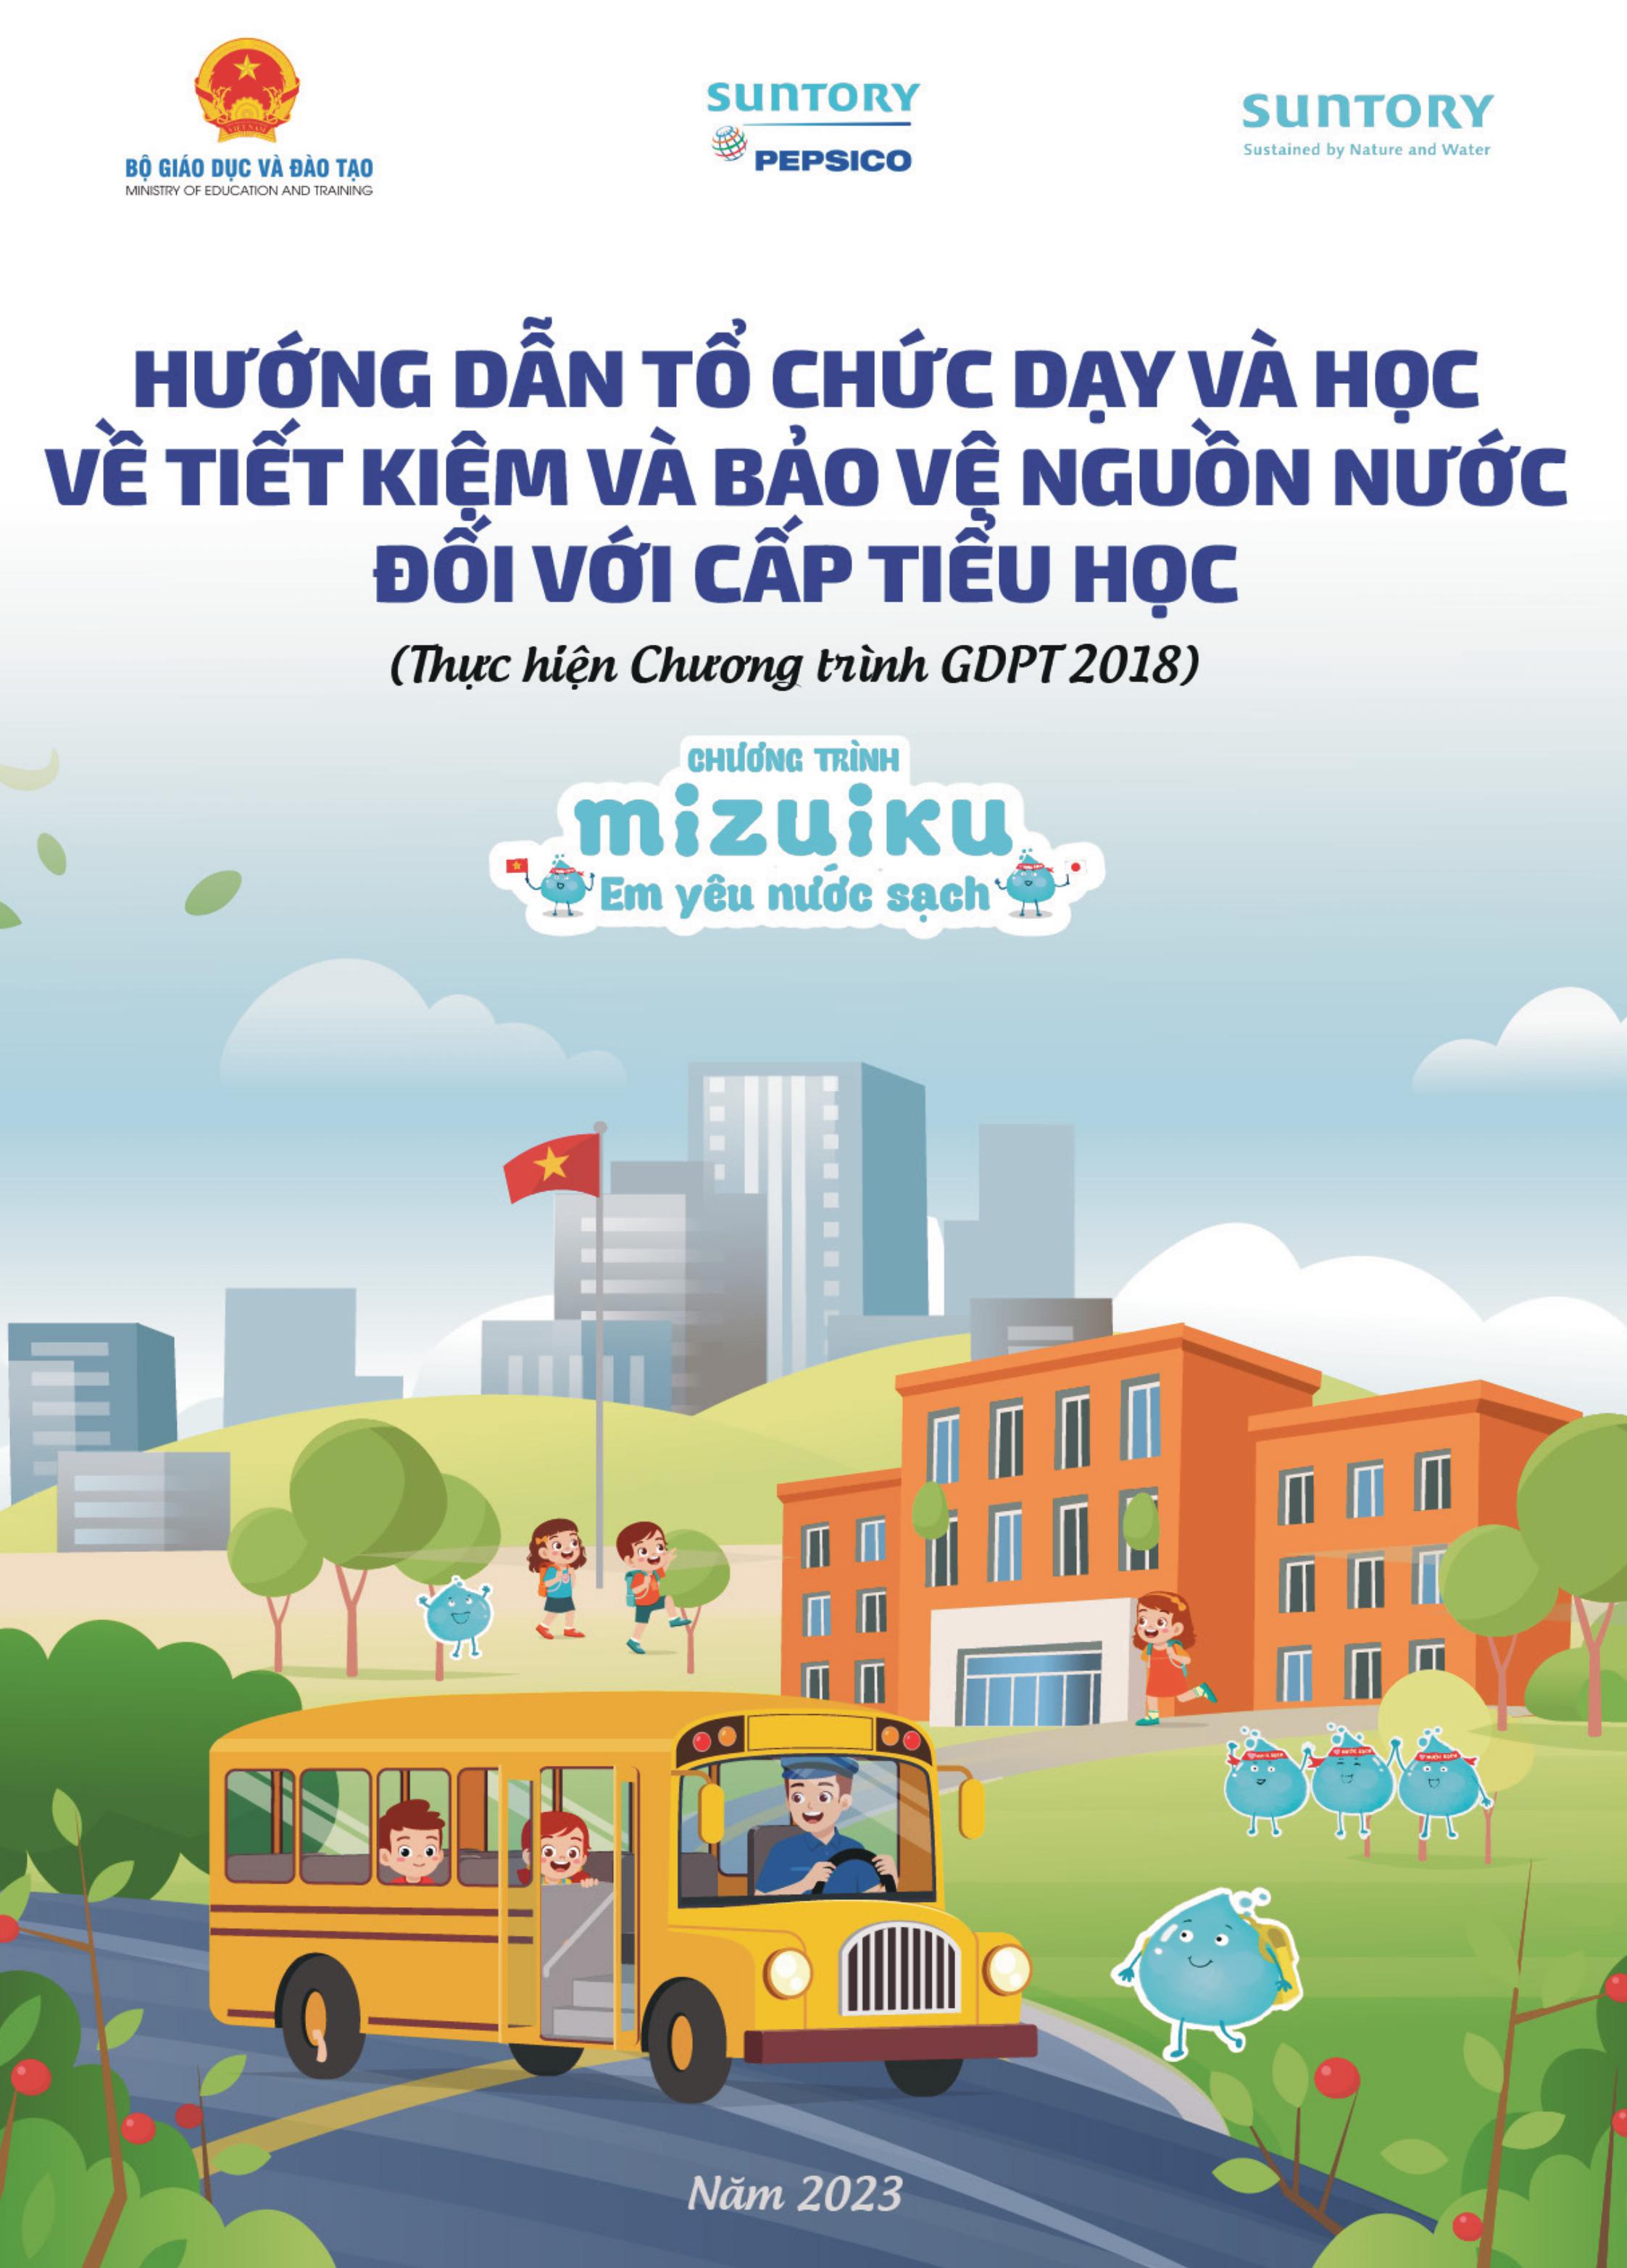 BỘ GIÁO DỤC VÀ ĐÀO TẠO
MINISTRY OF EDUCATION AND TRAINING
SUNTORY
PEPSICO
SUNTORY
Sustained by Nature and Water
HƯỚNG DẪN TỔ CHỨC DẠY VÀ HỌC
VỀ TIẾT KIỆM VÀ BẢO VỆ NGUỒN NƯỚC
ĐỐI VỚI CẤP TIỂU HỌC
(Thực hiện Chương trình GDPT 2018)
CHƯƠNG TRÌNH
mizuiku
Em yêu nước sạch
Năm 2023